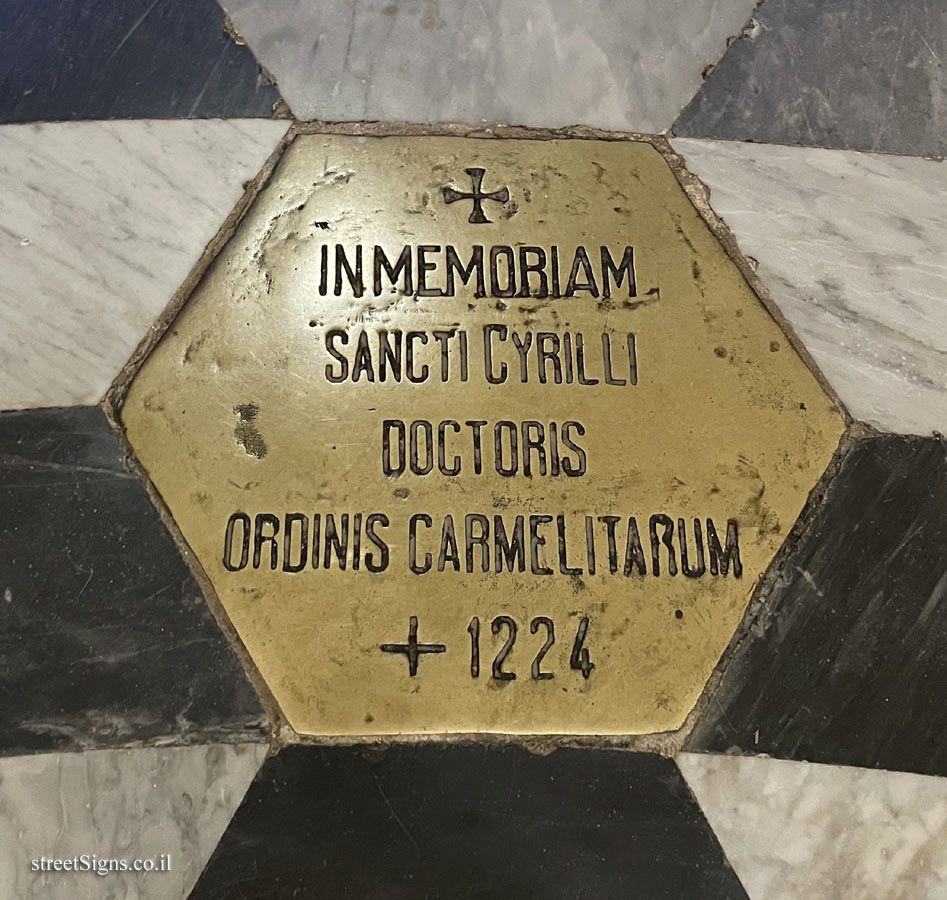 ✠
IN MEMORIAM
SANCTI CYRILLI
DOCTORIS
ORDINIS CARMELITARUM
+ 1224
streetSigns.co.il